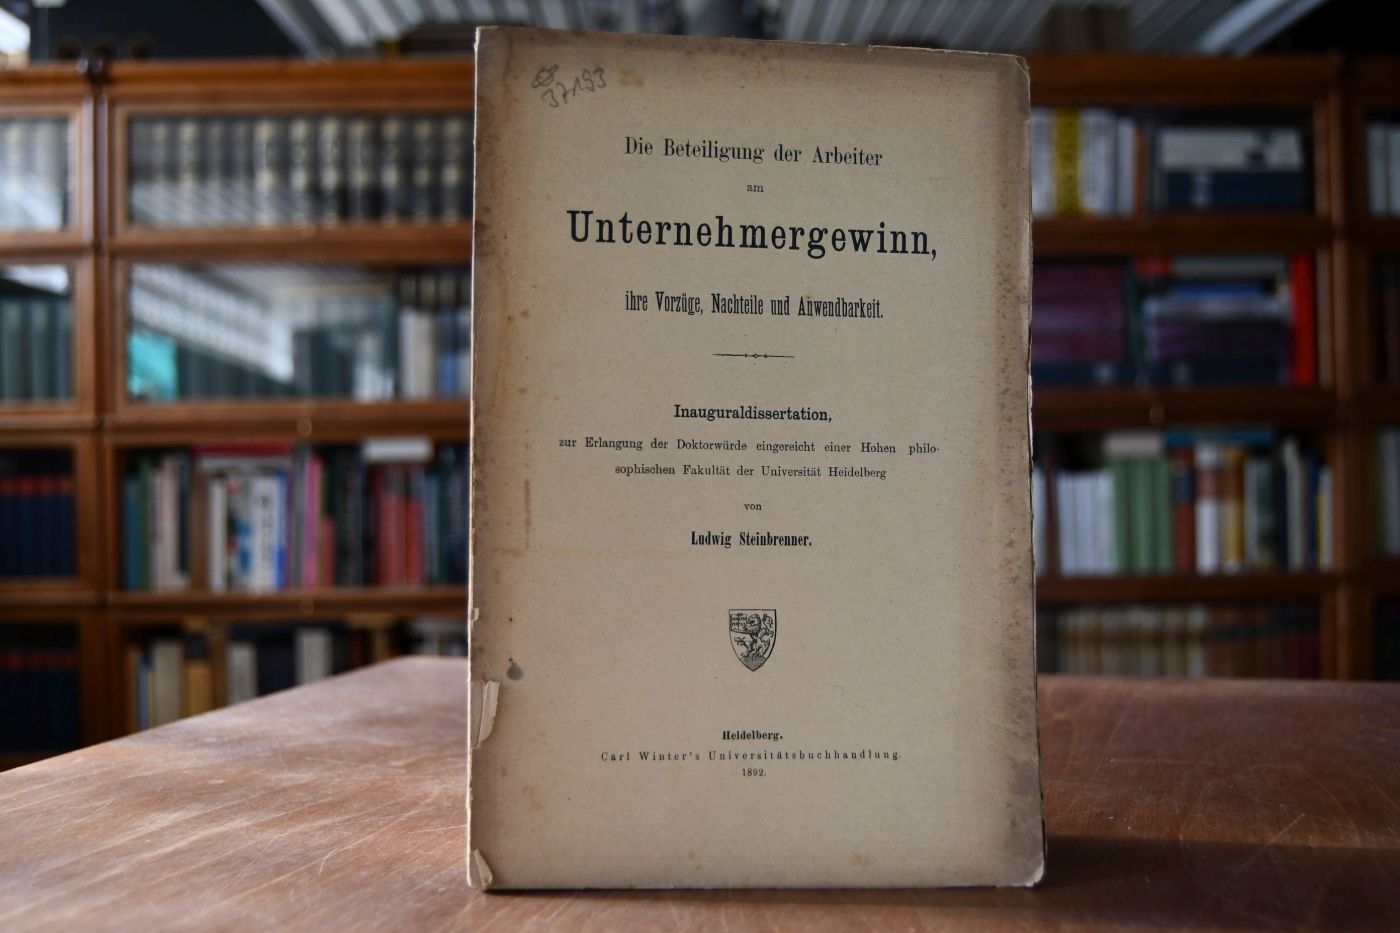 37193
Die Beteiligung der Arbeiter
am
Unternehmergewinn,
ihre Vorzüge, Nachteile und Anwendbarkeit.
Inauguraldissertation,
zur Erlangung der Doktorwürde eingereicht einer Hohen philo-
sophischen Fakultät der Universität Heidelberg
von
Ludwig Steinbrenner.
Heidelberg.
Carl Winter's Universitätsbuchhandlung.
1892.